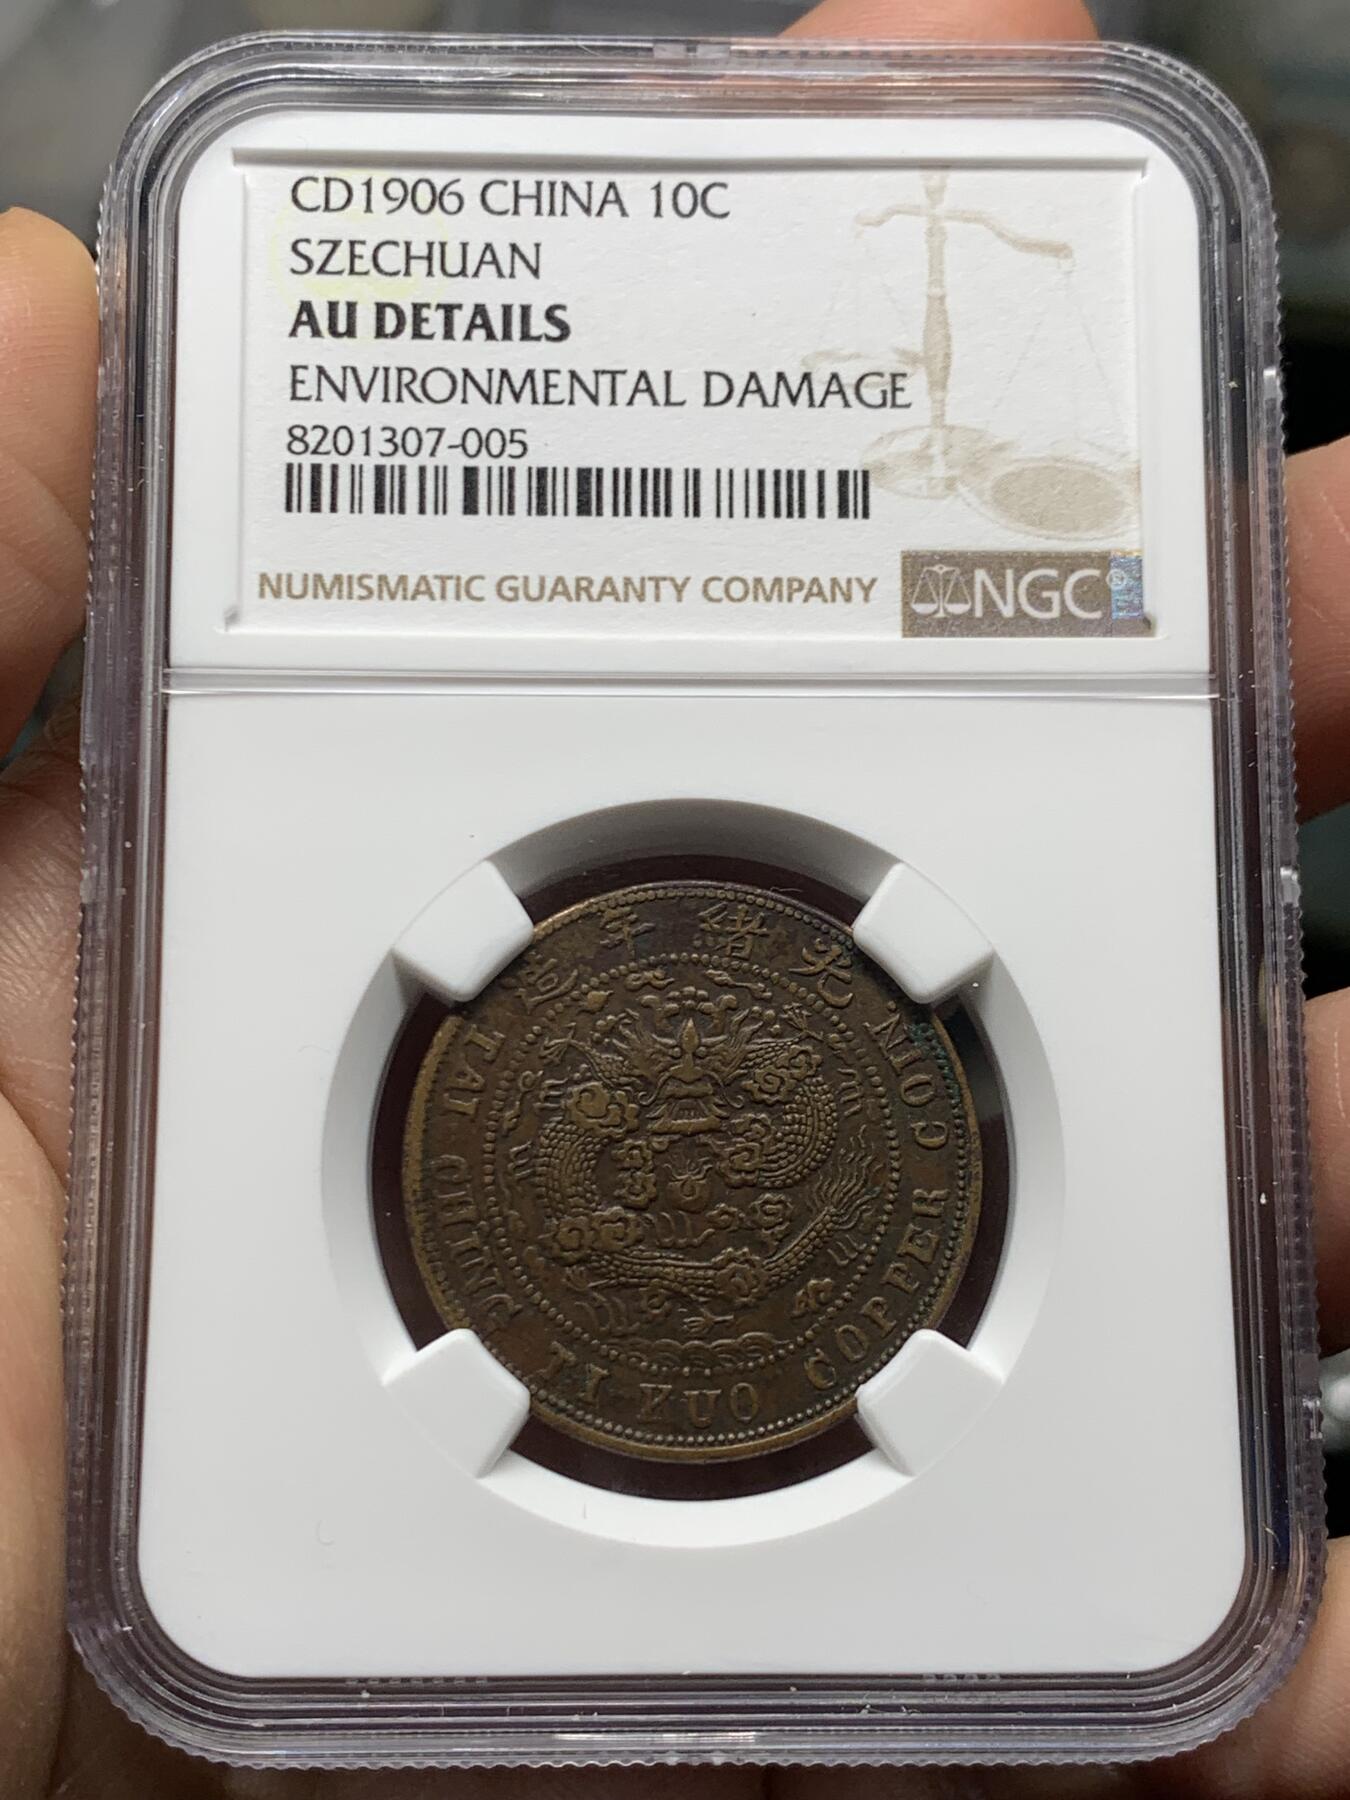 CD1906 CHINA 10C
SZECHUAN
AU DETAILS
ENVIRONMENTAL DAMAGE
8201307-005
NUMISMATIC GUARANTY COMPANY
NGC®
造年緒光
TAI CHING TI KUO COPPER COIN.